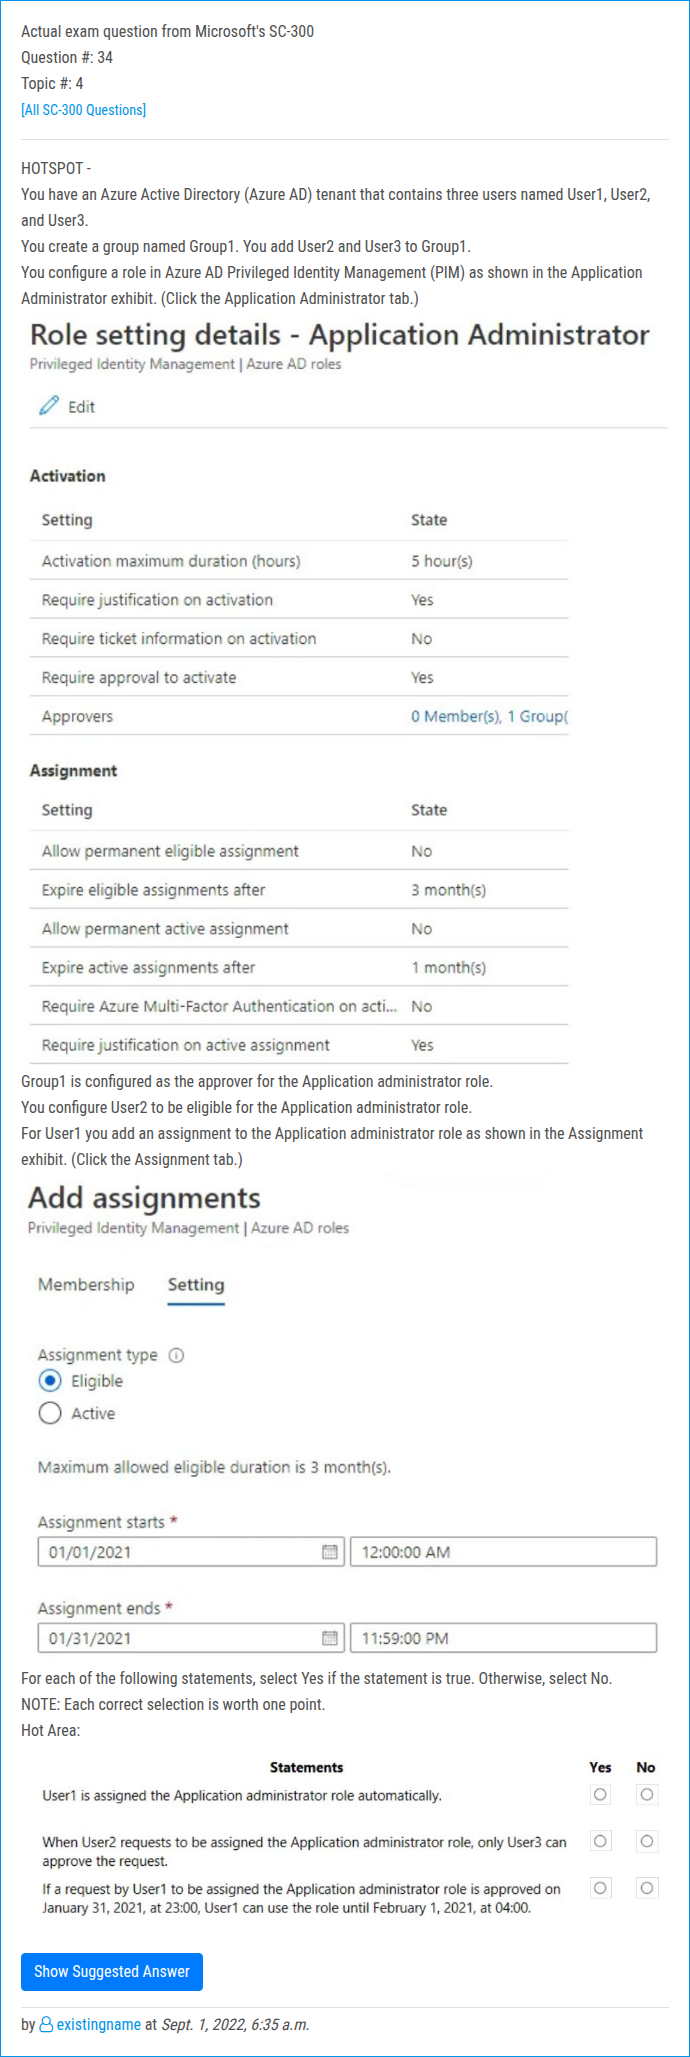 Actual exam question from Microsoft's SC-300
Question #: 34
Topic #: 4
[All SC-300 Questions]
HOTSPOT -
You have an Azure Active Directory (Azure AD) tenant that contains three users named User1, User2,
and User3.
You create a group named Group1. You add User2 and User3 to Group1.
You configure a role in Azure AD Privileged Identity Management (PIM) as shown in the Application
Administrator exhibit. (Click the Application Administrator tab.)
Role setting details - Application Administrator
Privileged Identity Management | Azure AD roles
Edit
Activation
Setting State
Activation maximum duration (hours) 5 hour(s)
Require justification on activation Yes
Require ticket information on activation No
Require approval to activate Yes
Approvers 0 Member(s), 1 Group(
Assignment
Setting State
Allow permanent eligible assignment No
Expire eligible assignments after 3 month(s)
Allow permanent active assignment No
Expire active assignments after 1 month(s)
Require Azure Multi-Factor Authentication on acti... No
Require justification on active assignment Yes
Group1 is configured as the approver for the Application administrator role.
You configure User2 to be eligible for the Application administrator role.
For User1 you add an assignment to the Application administrator role as shown in the Assignment
exhibit. (Click the Assignment tab.)
Add assignments
Privileged Identity Management | Azure AD roles
Membership Setting
Assignment type
Eligible
Active
Maximum allowed eligible duration is 3 month(s).
Assignment starts *
01/01/2021 12:00:00 AM
Assignment ends *
01/31/2021 11:59:00 PM
For each of the following statements, select Yes if the statement is true. Otherwise, select No.
NOTE: Each correct selection is worth one point.
Hot Area:
Statements Yes No
User1 is assigned the Application administrator role automatically.
When User2 requests to be assigned the Application administrator role, only User3 can
approve the request.
If a request by User1 to be assigned the Application administrator role is approved on
January 31, 2021, at 23:00, User1 can use the role until February 1, 2021, at 04:00.
Show Suggested Answer
by existingname at Sept. 1, 2022, 6:35 a.m.